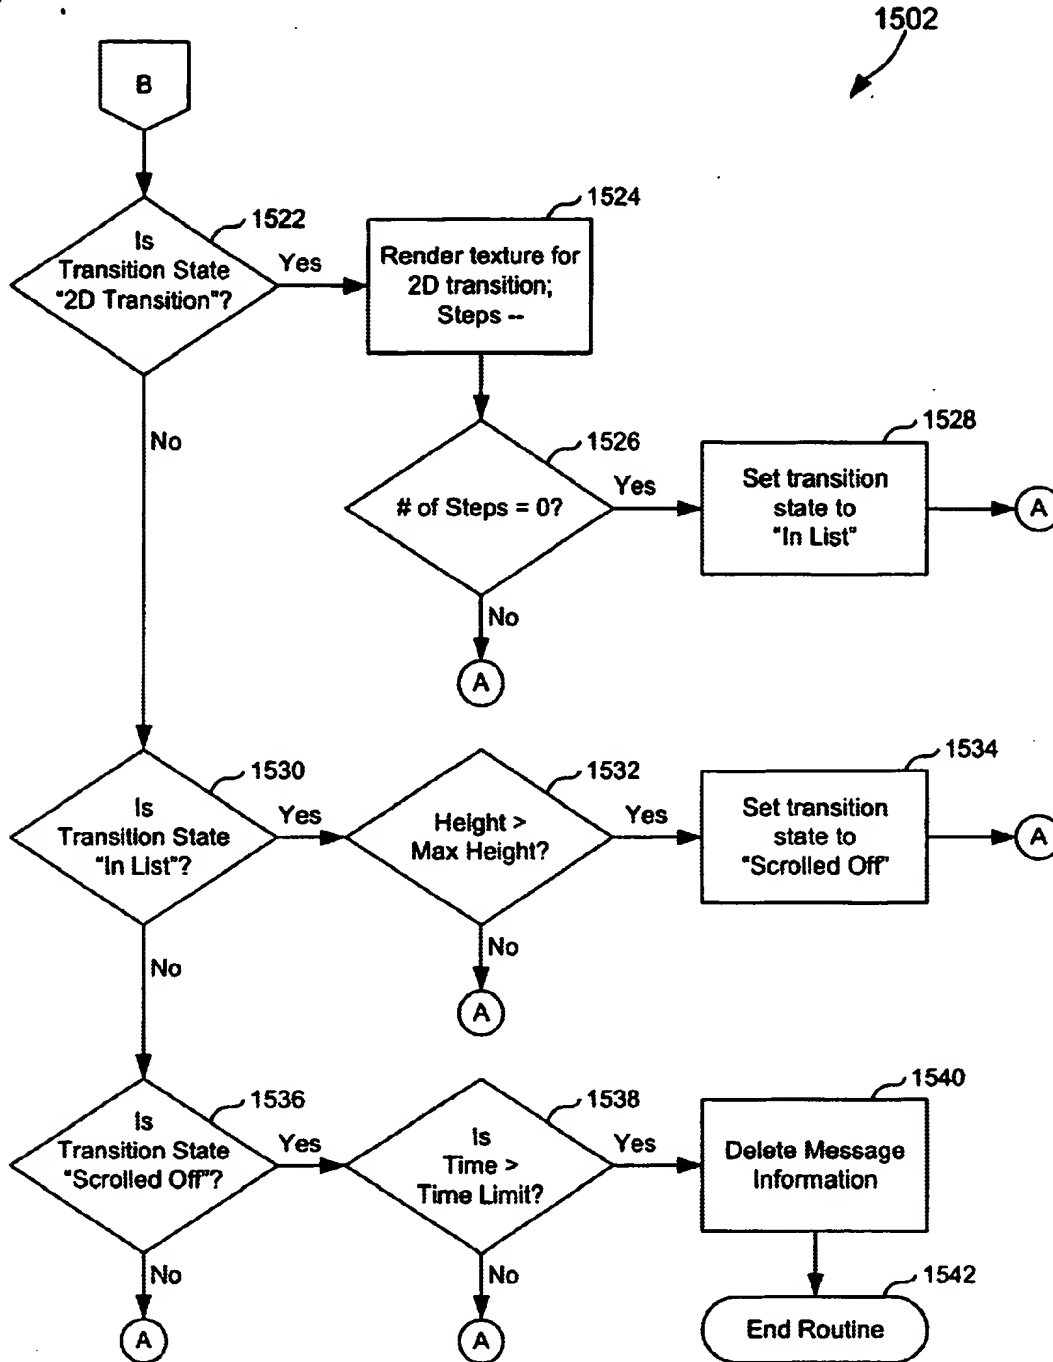 1502
B
1522
Is
Transition State
"2D Transition"?
Yes
1524
Render texture for
2D transition;
Steps --
No
1526
# of Steps = 0?
Yes
1528
Set transition
state to
"In List"
A
No
A
1530
Is
Transition State
"In List"?
Yes
1532
Height >
Max Height?
Yes
1534
Set transition
state to
"Scrolled Off"
A
No
No
A
1536
Is
Transition State
"Scrolled Off"?
Yes
1538
Is
Time >
Time Limit?
Yes
1540
Delete Message
Information
No
A
No
A
1542
End Routine